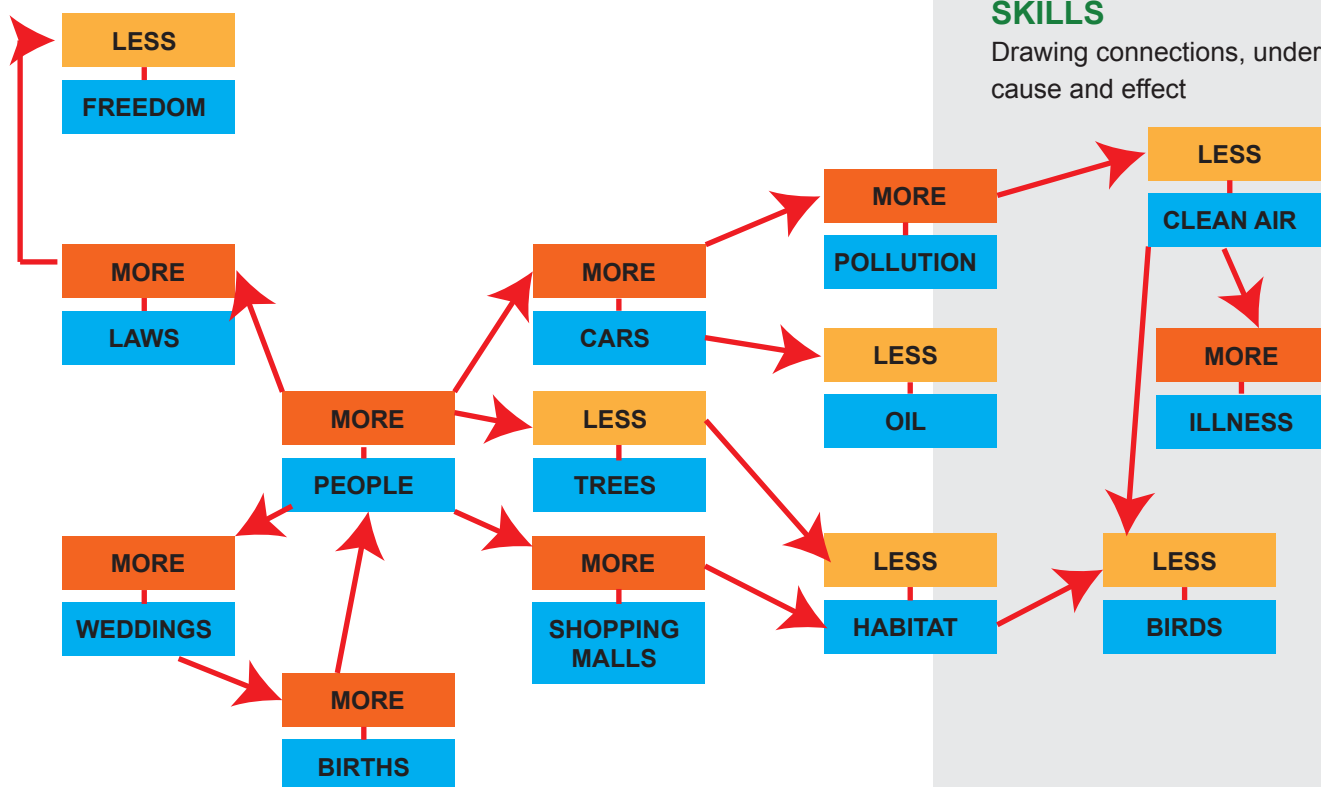 SKILLS
Drawing connections, under
cause and effect
LESS
FREEDOM
MORE
LAWS
MORE
PEOPLE
MORE
WEDDINGS
MORE
BIRTHS
MORE
CARS
LESS
TREES
MORE
SHOPPING
MALLS
MORE
POLLUTION
LESS
OIL
LESS
HABITAT
LESS
CLEAN AIR
MORE
ILLNESS
LESS
BIRDS